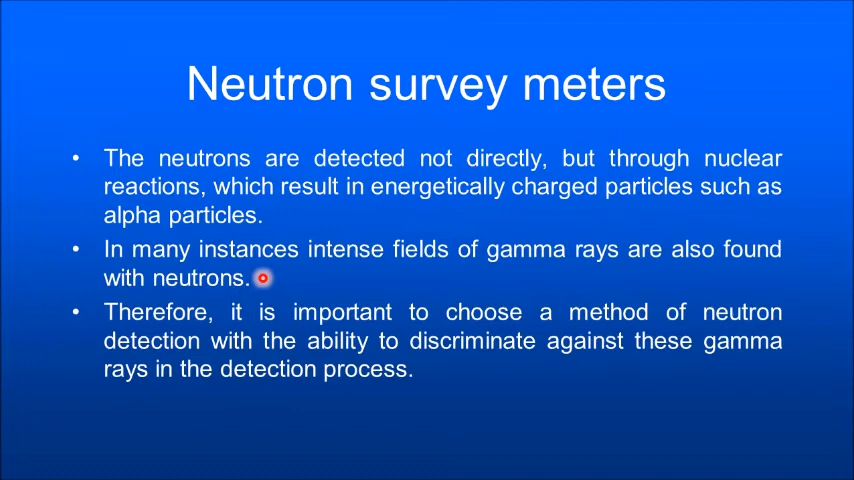 Neutron survey meters
• The neutrons are detected not directly, but through nuclear
reactions, which result in energetically charged particles such as
alpha particles.
• In many instances intense fields of gamma rays are also found
with neutrons.
• Therefore, it is important to choose a method of neutron
detection with the ability to discriminate against these gamma
rays in the detection process.